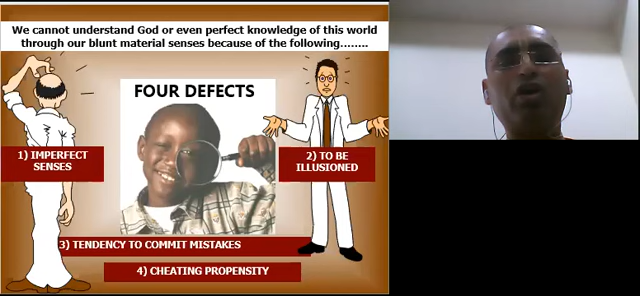 We cannot understand God or even perfect knowledge of this world
through our blunt material senses because of the following........
FOUR DEFECTS
1) IMPERFECT
SENSES
2) TO BE
ILLUSIONED
3) TENDENCY TO COMMIT MISTAKES
4) CHEATING PROPENSITY